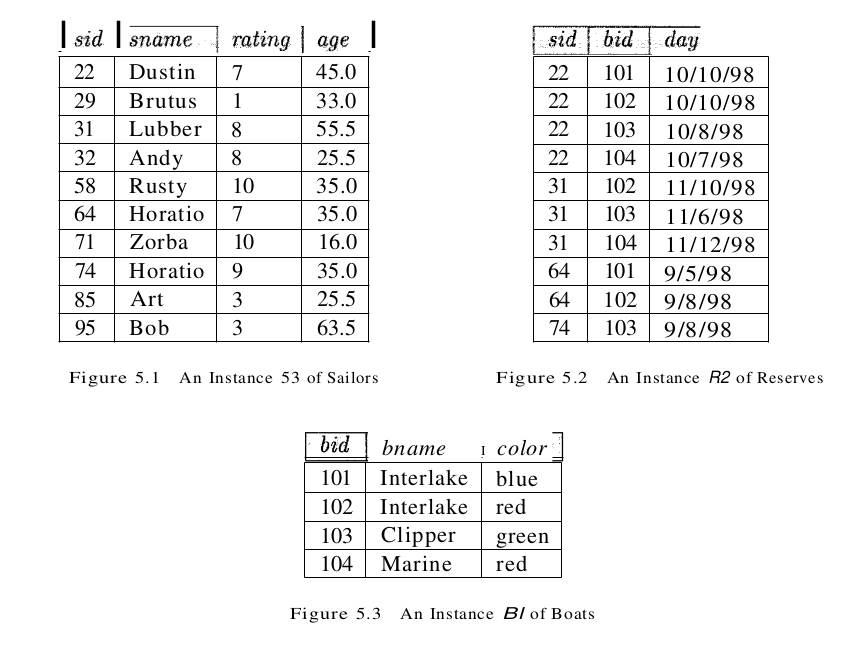 sid sname rating age
22 Dustin 7 45.0
29 Brutus 1 33.0
31 Lubber 8 55.5
32 Andy 8 25.5
58 Rusty 10 35.0
64 Horatio 7 35.0
71 Zorba 10 16.0
74 Horatio 9 35.0
85 Art 3 25.5
95 Bob 3 63.5
Figure 5.1 An Instance 53 of Sailors
sid bid day
22 101 10/10/98
22 102 10/10/98
22 103 10/8/98
22 104 10/7/98
31 102 11/10/98
31 103 11/6/98
31 104 11/12/98
64 101 9/5/98
64 102 9/8/98
74 103 9/8/98
Figure 5.2 An Instance R2 of Reserves
bid bname color
101 Interlake blue
102 Interlake red
103 Clipper green
104 Marine red
Figure 5.3 An Instance BI of Boats